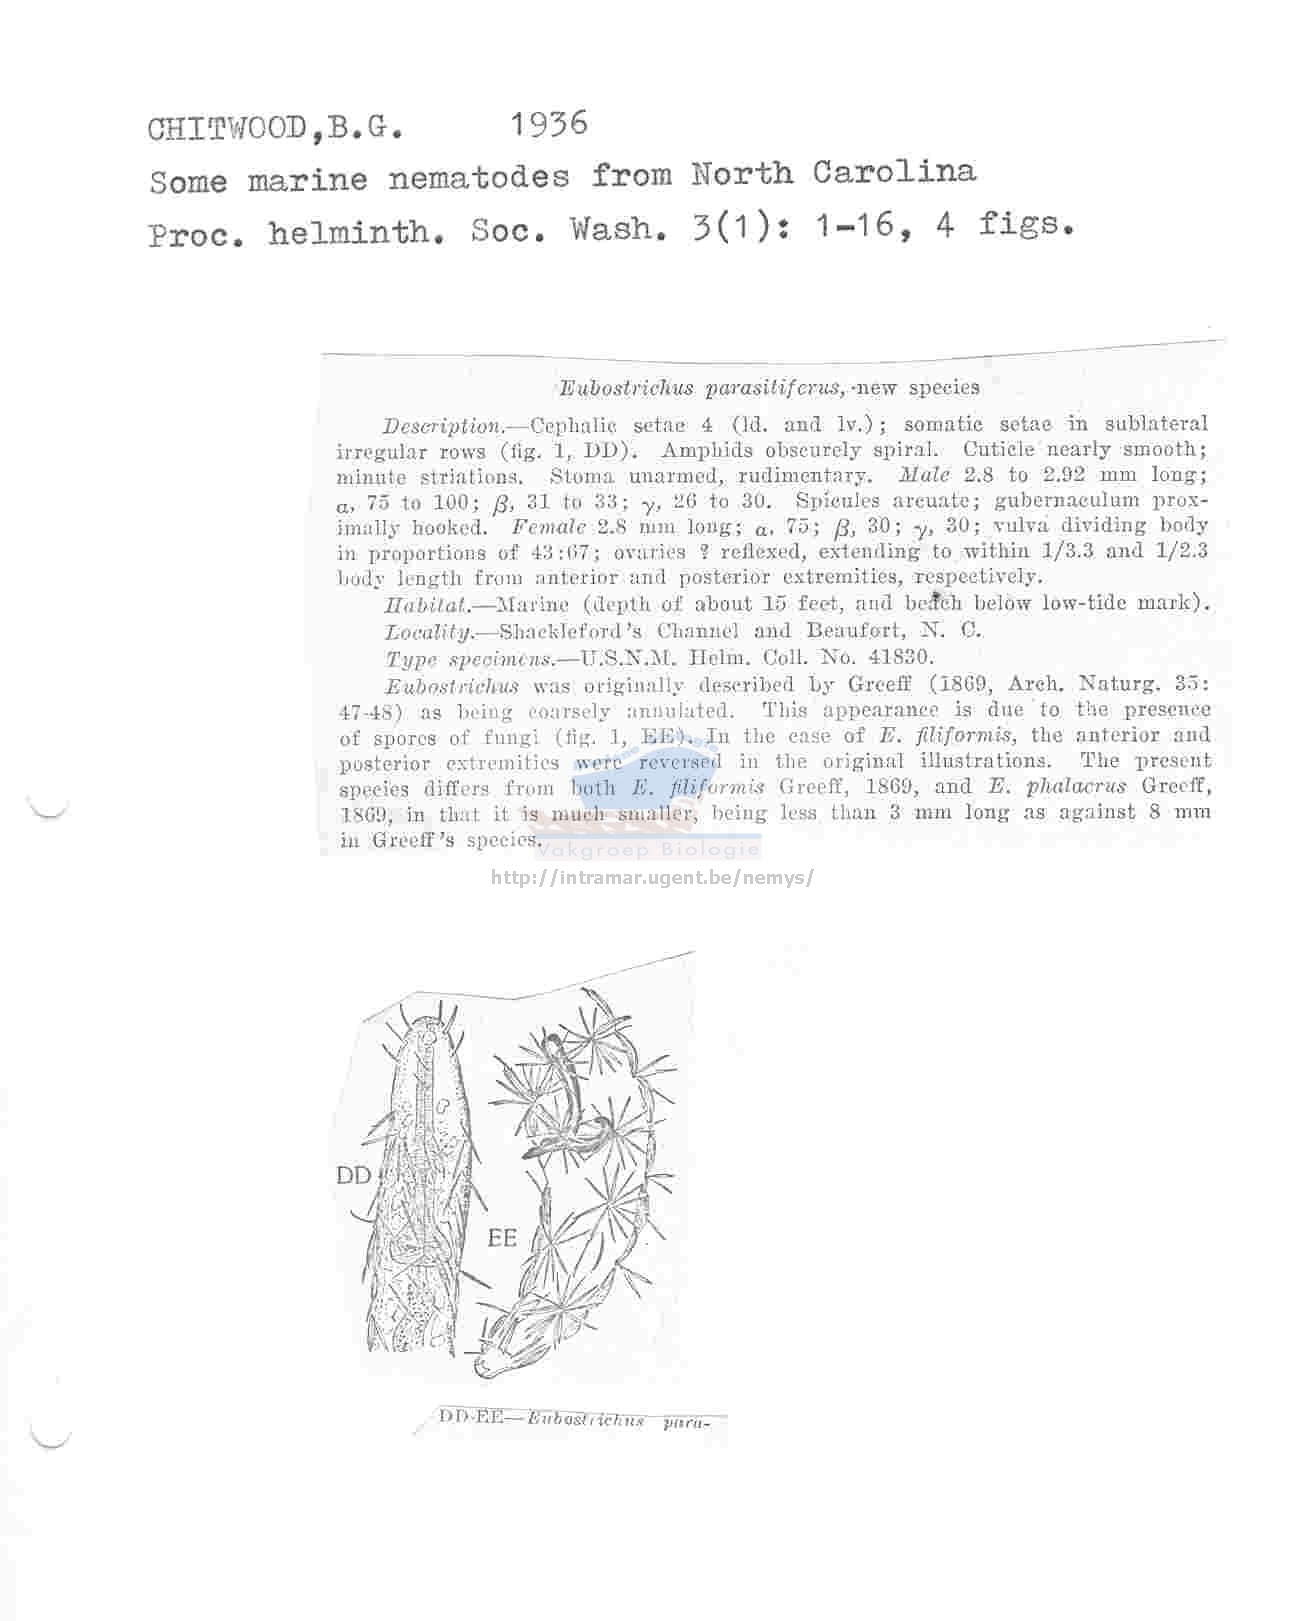 CHITWOOD,B.G. 1936
Some marine nematodes from North Carolina
Proc. helminth. Soc. Wash. 3(1): 1-16, 4 figs.
Eubostrichus parasitiferus, new species
Description.—Cephalic setae 4 (ld. and lv.); somatic setae in sublateral
irregular rows (fig. 1, DD). Amphids obscurely spiral. Cuticle nearly smooth;
minute striations. Stoma unarmed, rudimentary. Male 2.8 to 2.92 mm long;
α, 75 to 100; β, 31 to 33; γ, 26 to 30. Spicules arcuate; gubernaculum prox-
imally hooked. Female 2.8 mm long; α, 75; β, 30; γ, 30; vulva dividing body
in proportions of 43:67; ovaries ? reflexed, extending to within 1/3.3 and 1/2.3
body length from anterior and posterior extremities, respectively.
Habitat.—Marine (depth of about 15 feet, and beach below low-tide mark).
Locality.—Shackleford's Channel and Beaufort, N. C.
Type specimens.—U.S.N.M. Helm. Coll. No. 41830.
Eubostrichus was originally described by Greeff (1869, Arch. Naturg. 35:
47-48) as being coarsely annulated. This appearance is due to the presence
of spores of fungi (fig. 1, EE). In the case of E. filiformis, the anterior and
posterior extremities were reversed in the original illustrations. The present
species differs from both E. filiformis Greeff, 1869, and E. phalacrus Greeff,
1869, in that it is much smaller, being less than 3 mm long as against 8 mm
in Greeff's species.
Vakgroep Biologie
http://intramar.ugent.be/nemys/
DD
EE
DD-EE—Eubostrichus para-